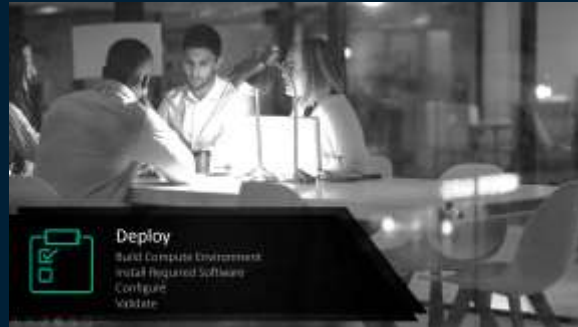 Deploy
Build Compute Environment
Install Required Software
Configure
Validate